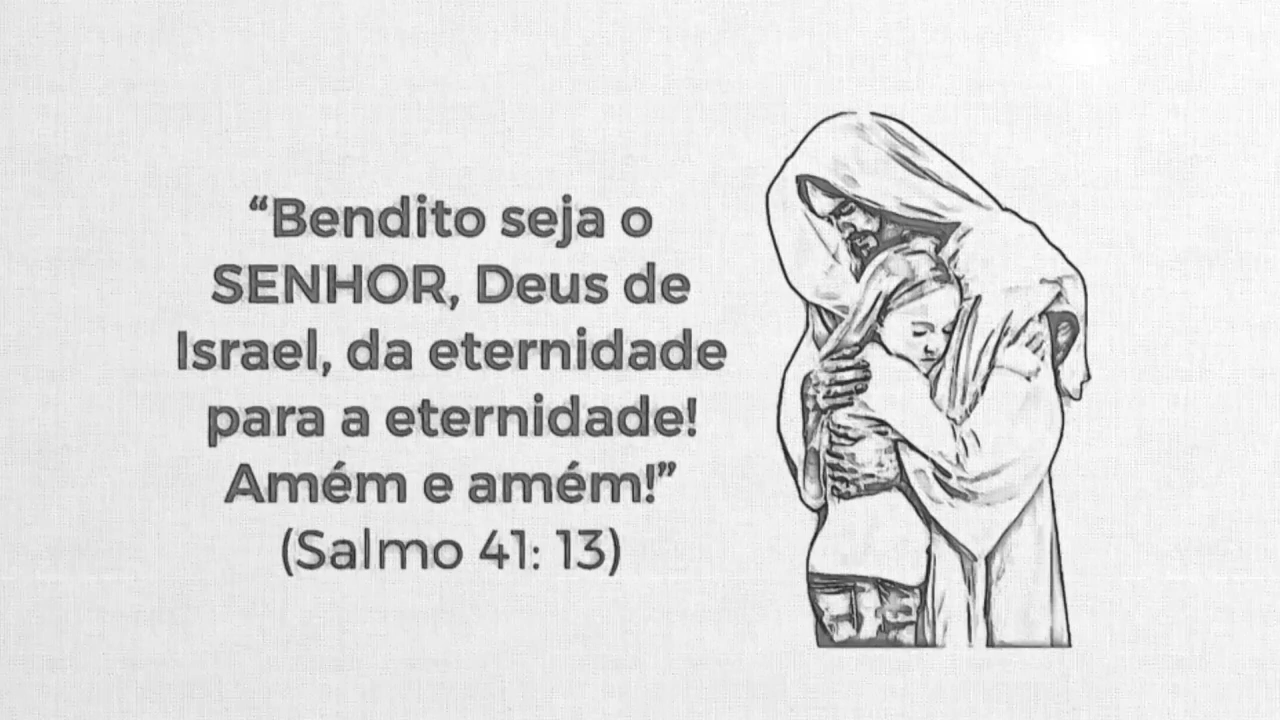 “Bendito seja o
SENHOR, Deus de
Israel, da eternidade
para a eternidade!
Amém e amém!”
(Salmo 41: 13)